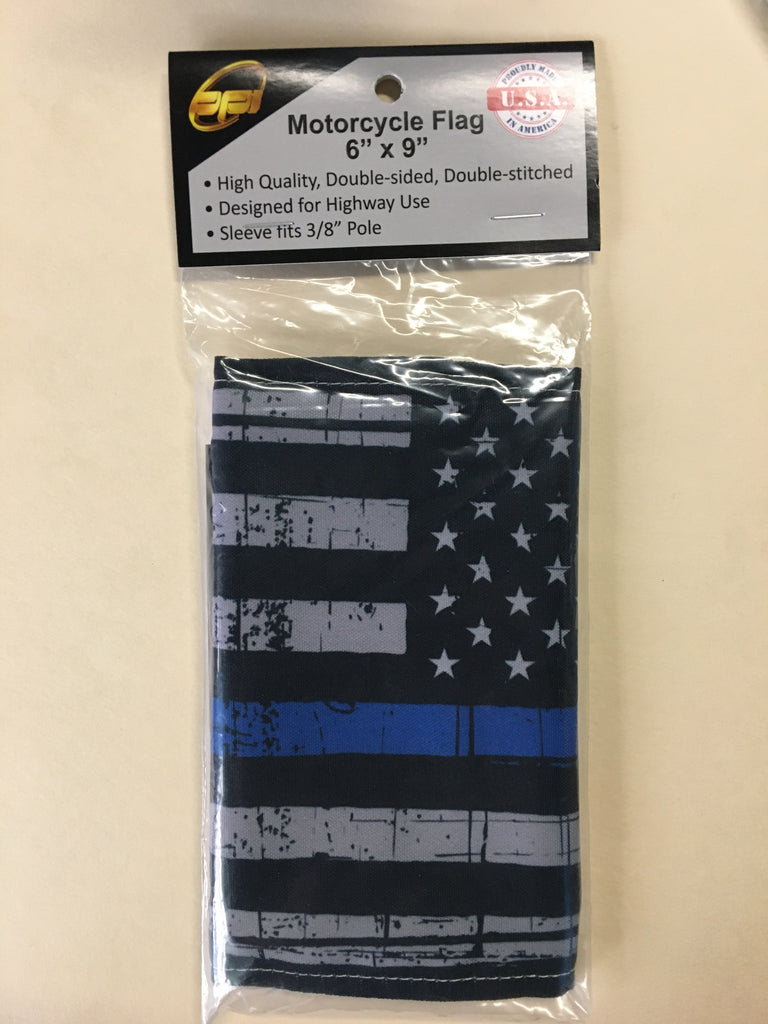 PPI
PROUDLY MADE
U.S.A.
IN AMERICA
Motorcycle Flag
6” x 9”
• High Quality, Double-sided, Double-stitched
• Designed for Highway Use
• Sleeve fits 3/8” Pole